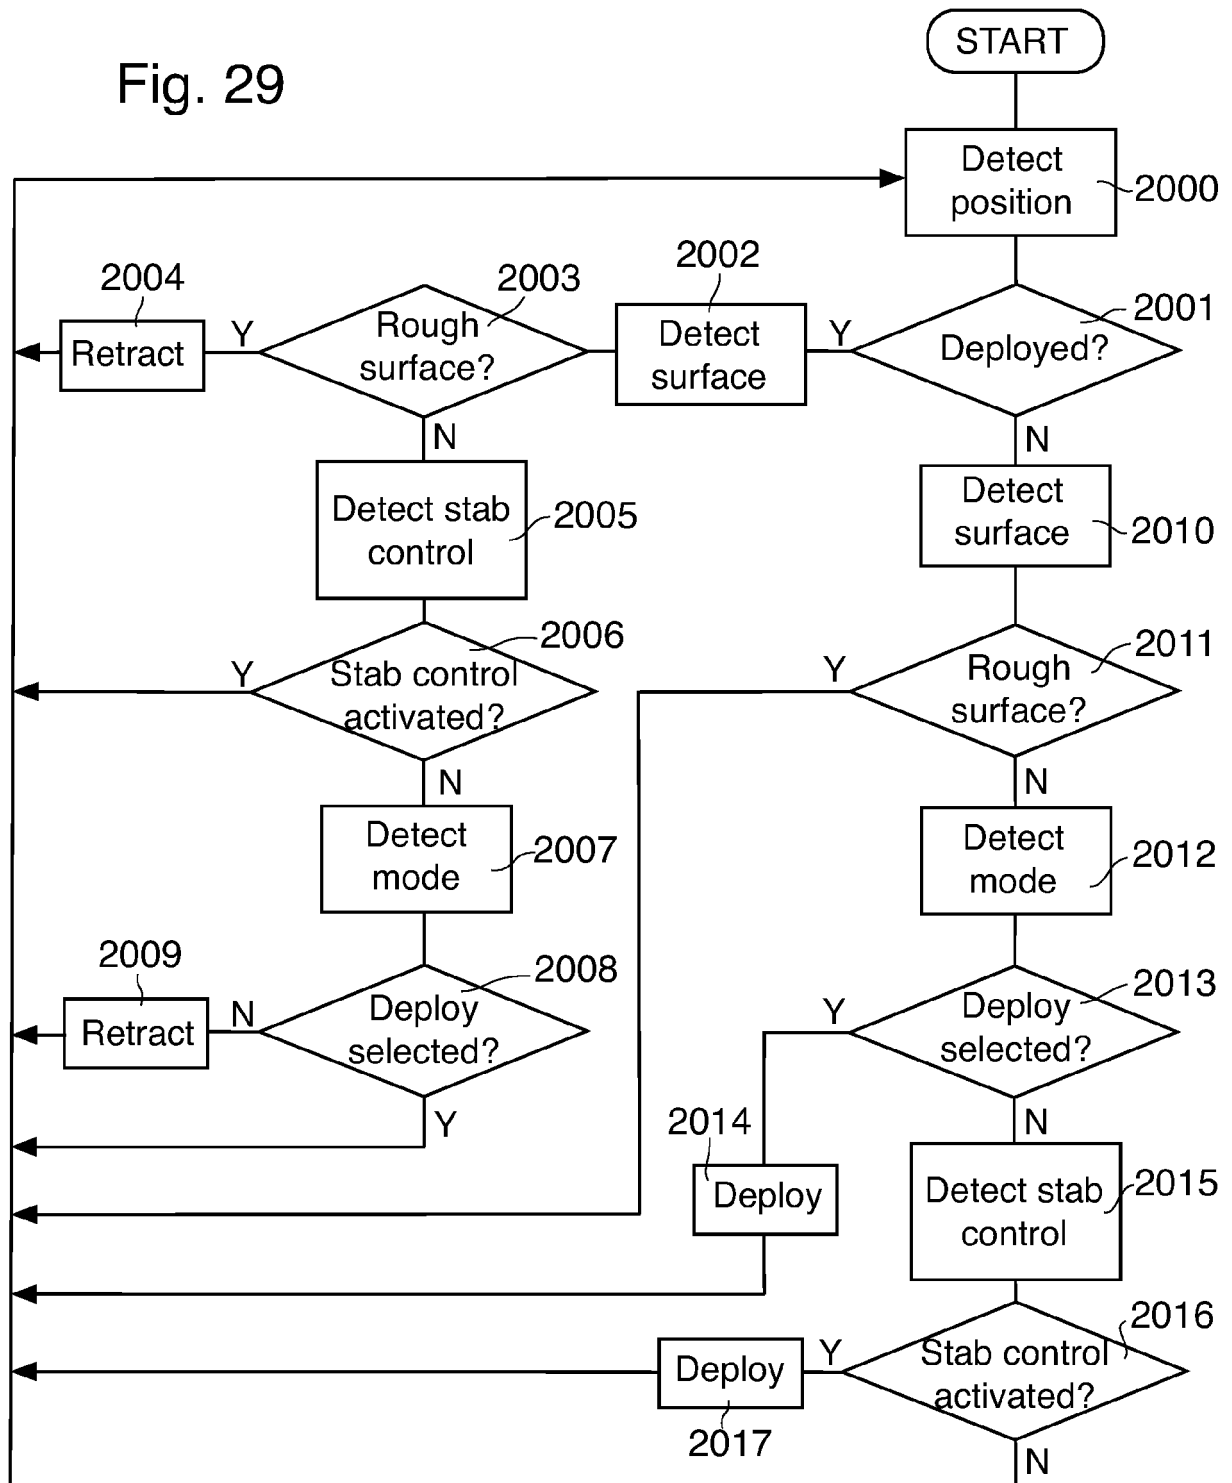 Fig. 29
START
Detect
position
2000
2004
2003
2002
2001
Y
Retract
Rough
surface?
Detect
surface
Y
Deployed?
N
N
Detect stab
control
2005
Detect
surface
2010
2006
Y
Stab control
activated?
Y
Rough
surface?
2011
N
N
Detect
mode
2007
Detect
mode
2012
2009
2008
2013
Retract
N
Deploy
selected?
Y
Deploy
selected?
Y
N
2014
Deploy
Detect stab
control
2015
2016
Deploy
Y
Stab control
activated?
2017
N